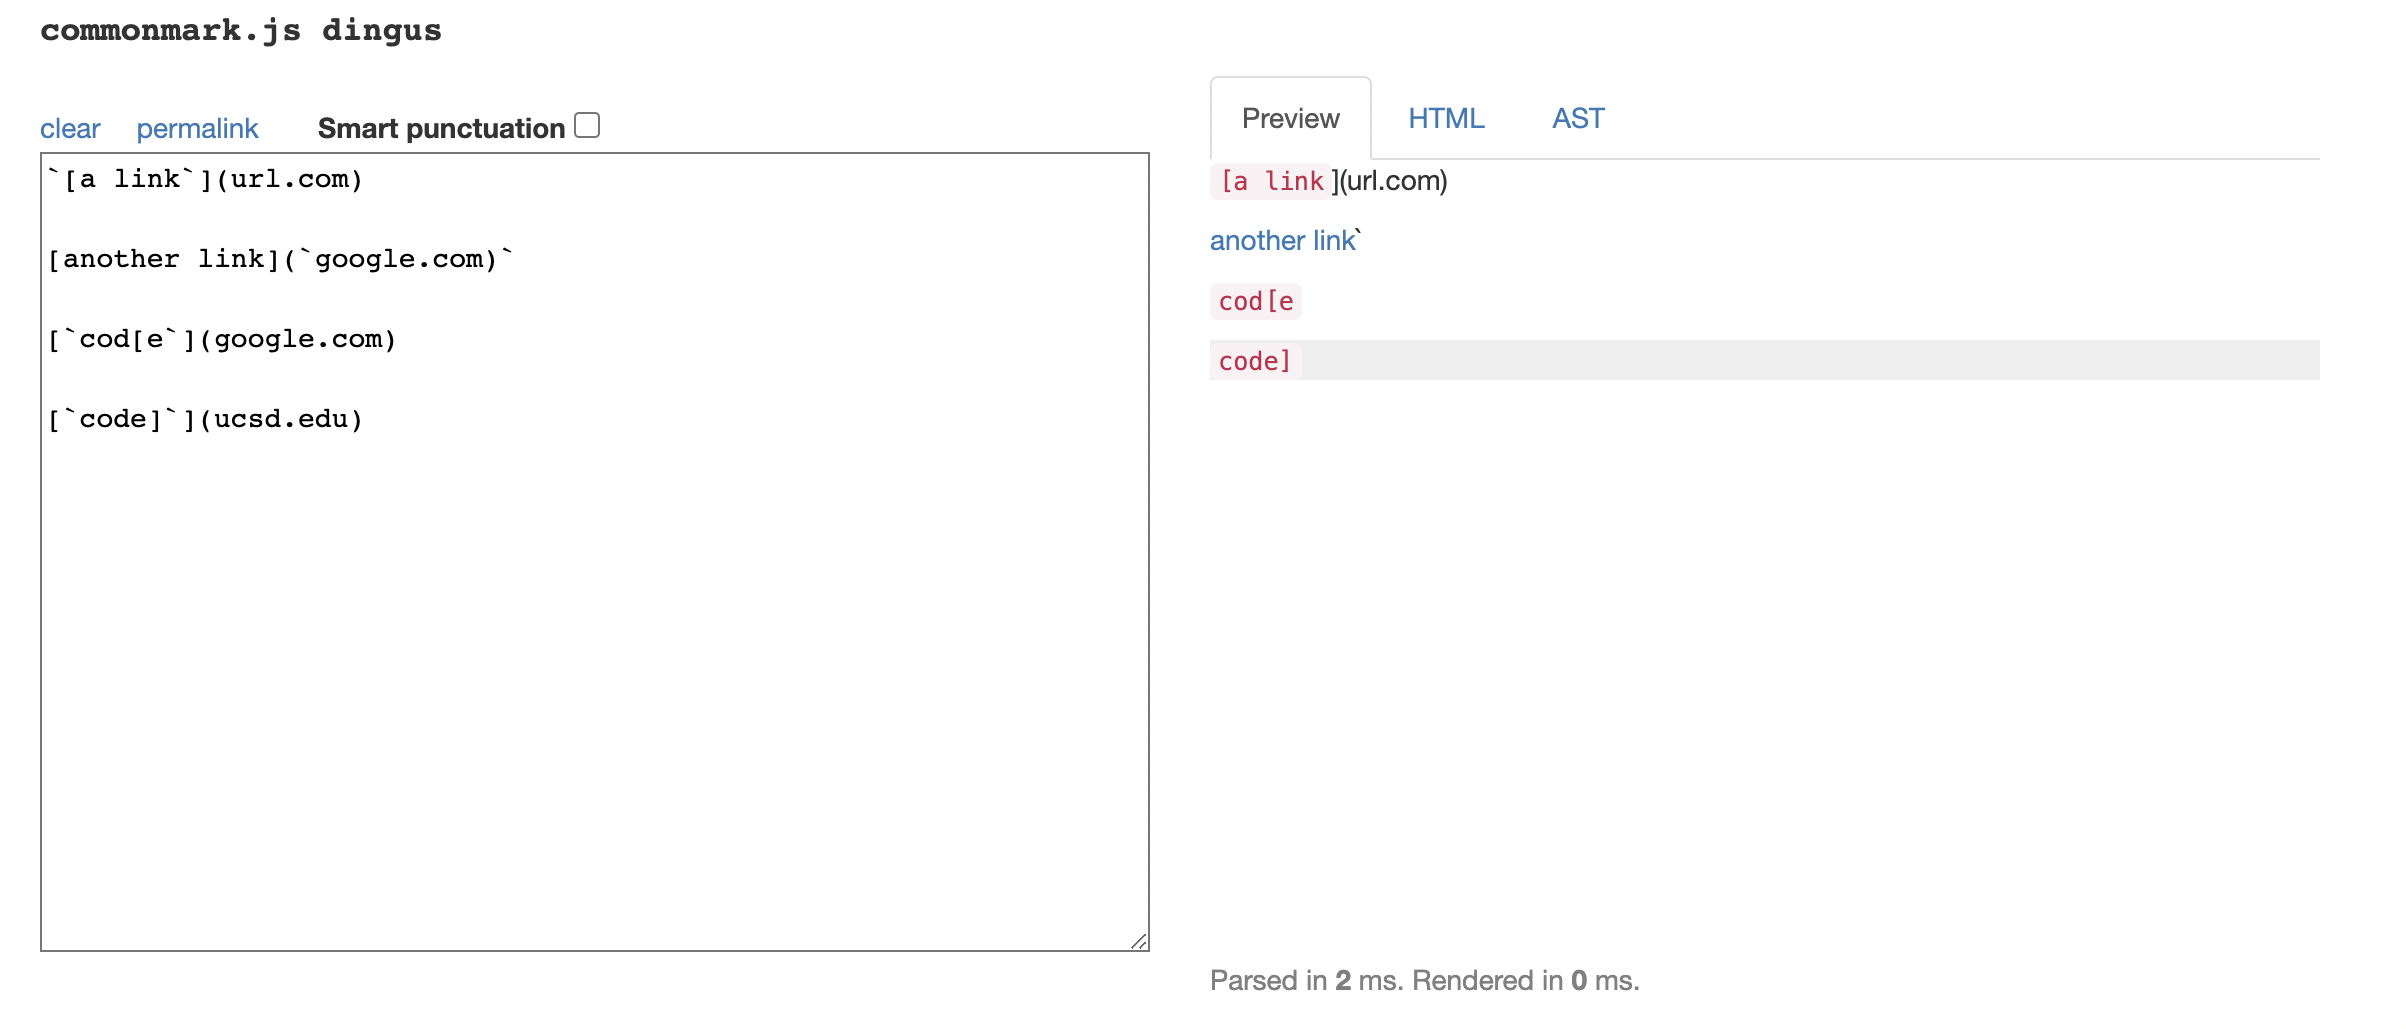 commonmark.js dingus
clear permalink Smart punctuation
`[a link`](url.com)
[another link](`google.com)`
[`cod[e`](google.com)
[`code]`](ucsd.edu)
Preview HTML AST
[a link](url.com)
another link`
cod[e
code]
Parsed in 2 ms. Rendered in 0 ms.